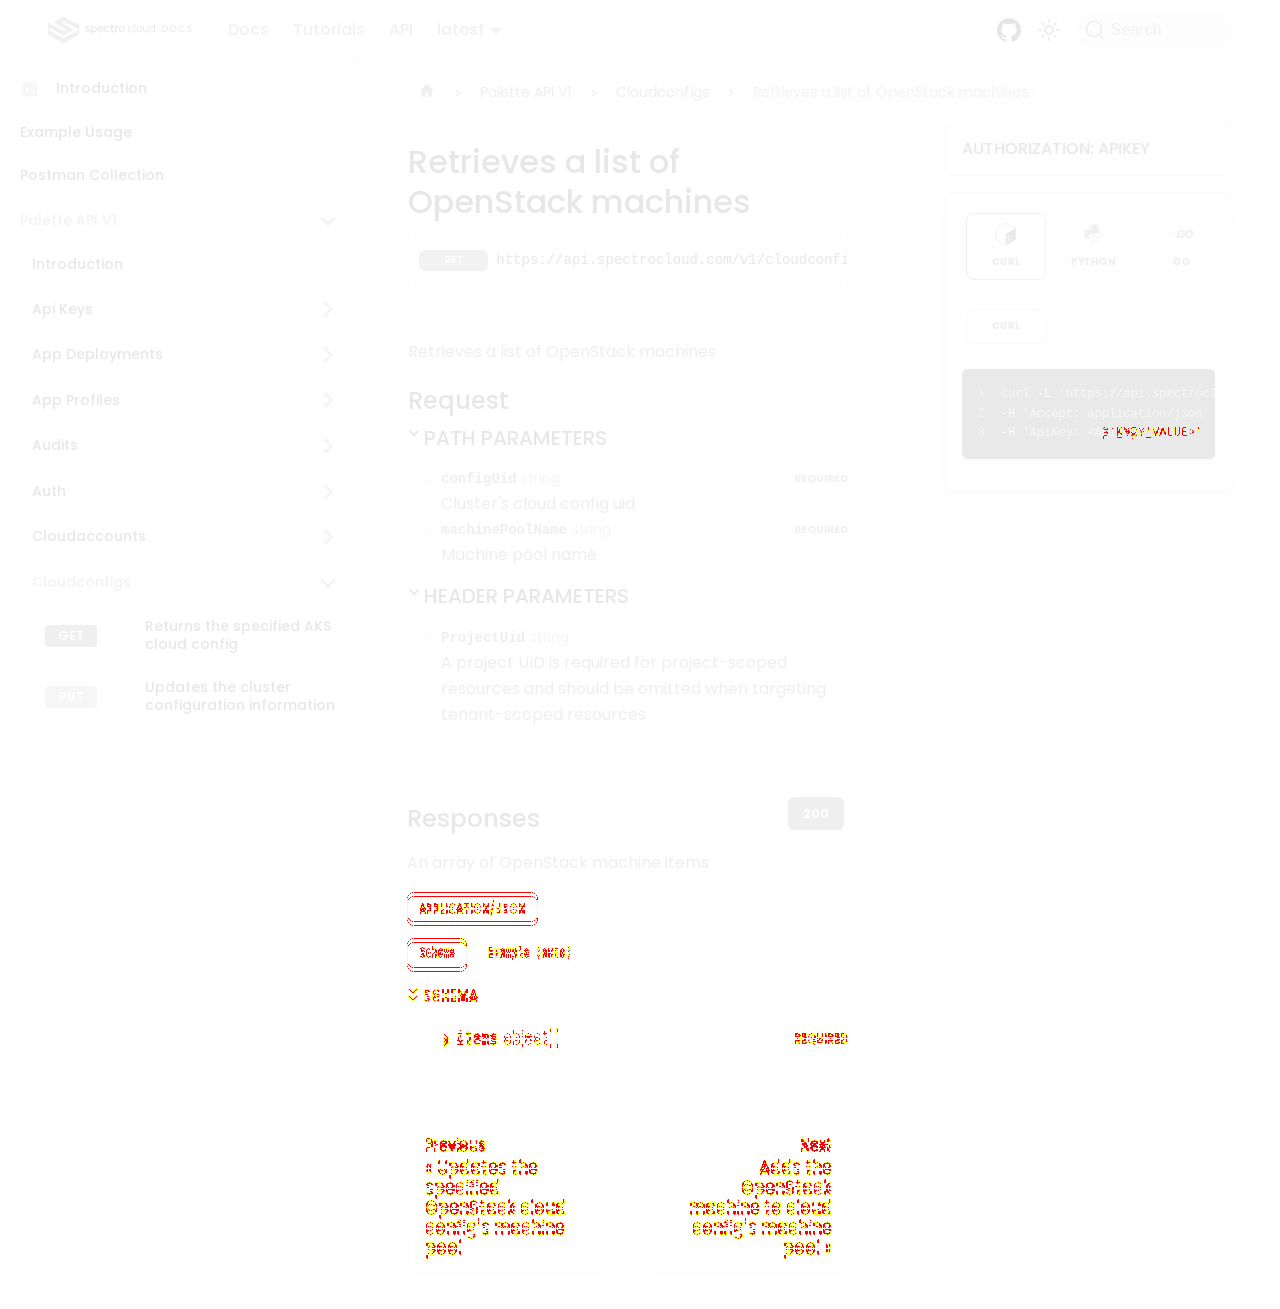 spectro cloud DOCS
Docs Tutorials API latest
Search
Introduction
Example Usage
Postman Collection
Palette API V1
Introduction
Api Keys
App Deployments
App Profiles
Audits
Auth
Cloudaccounts
Cloudconfigs
GET Returns the specified AKS
cloud config
PUT Updates the cluster
configuration information
Palette API V1 › Cloudconfigs › Retrieves a list of OpenStack machines
Retrieves a list of
OpenStack machines
GET https://api.spectrocloud.com/v1/cloudconfi
Retrieves a list of OpenStack machines
Request
PATH PARAMETERS
configUid string REQUIRED
Cluster's cloud config uid
machinePoolName string REQUIRED
Machine pool name
HEADER PARAMETERS
ProjectUid string
A project UID is required for project-scoped
resources and should be omitted when targeting
tenant-scoped resources
Responses
200
An array of OpenStack machine items
APPLICATION/JSON
Schema Example (auto)
SCHEMA
items object[] REQUIRED
Previous
« Updates the
specified
OpenStack cloud
config's machine
pool
Next
Adds the
OpenStack
machine to cloud
config's machine
pool »
AUTHORIZATION: APIKEY
CURL PYTHON GO
CURL
1 curl -L 'https://api.spectrocl
2 -H 'Accept: application/json'
3 -H 'ApiKey: VALUE>'